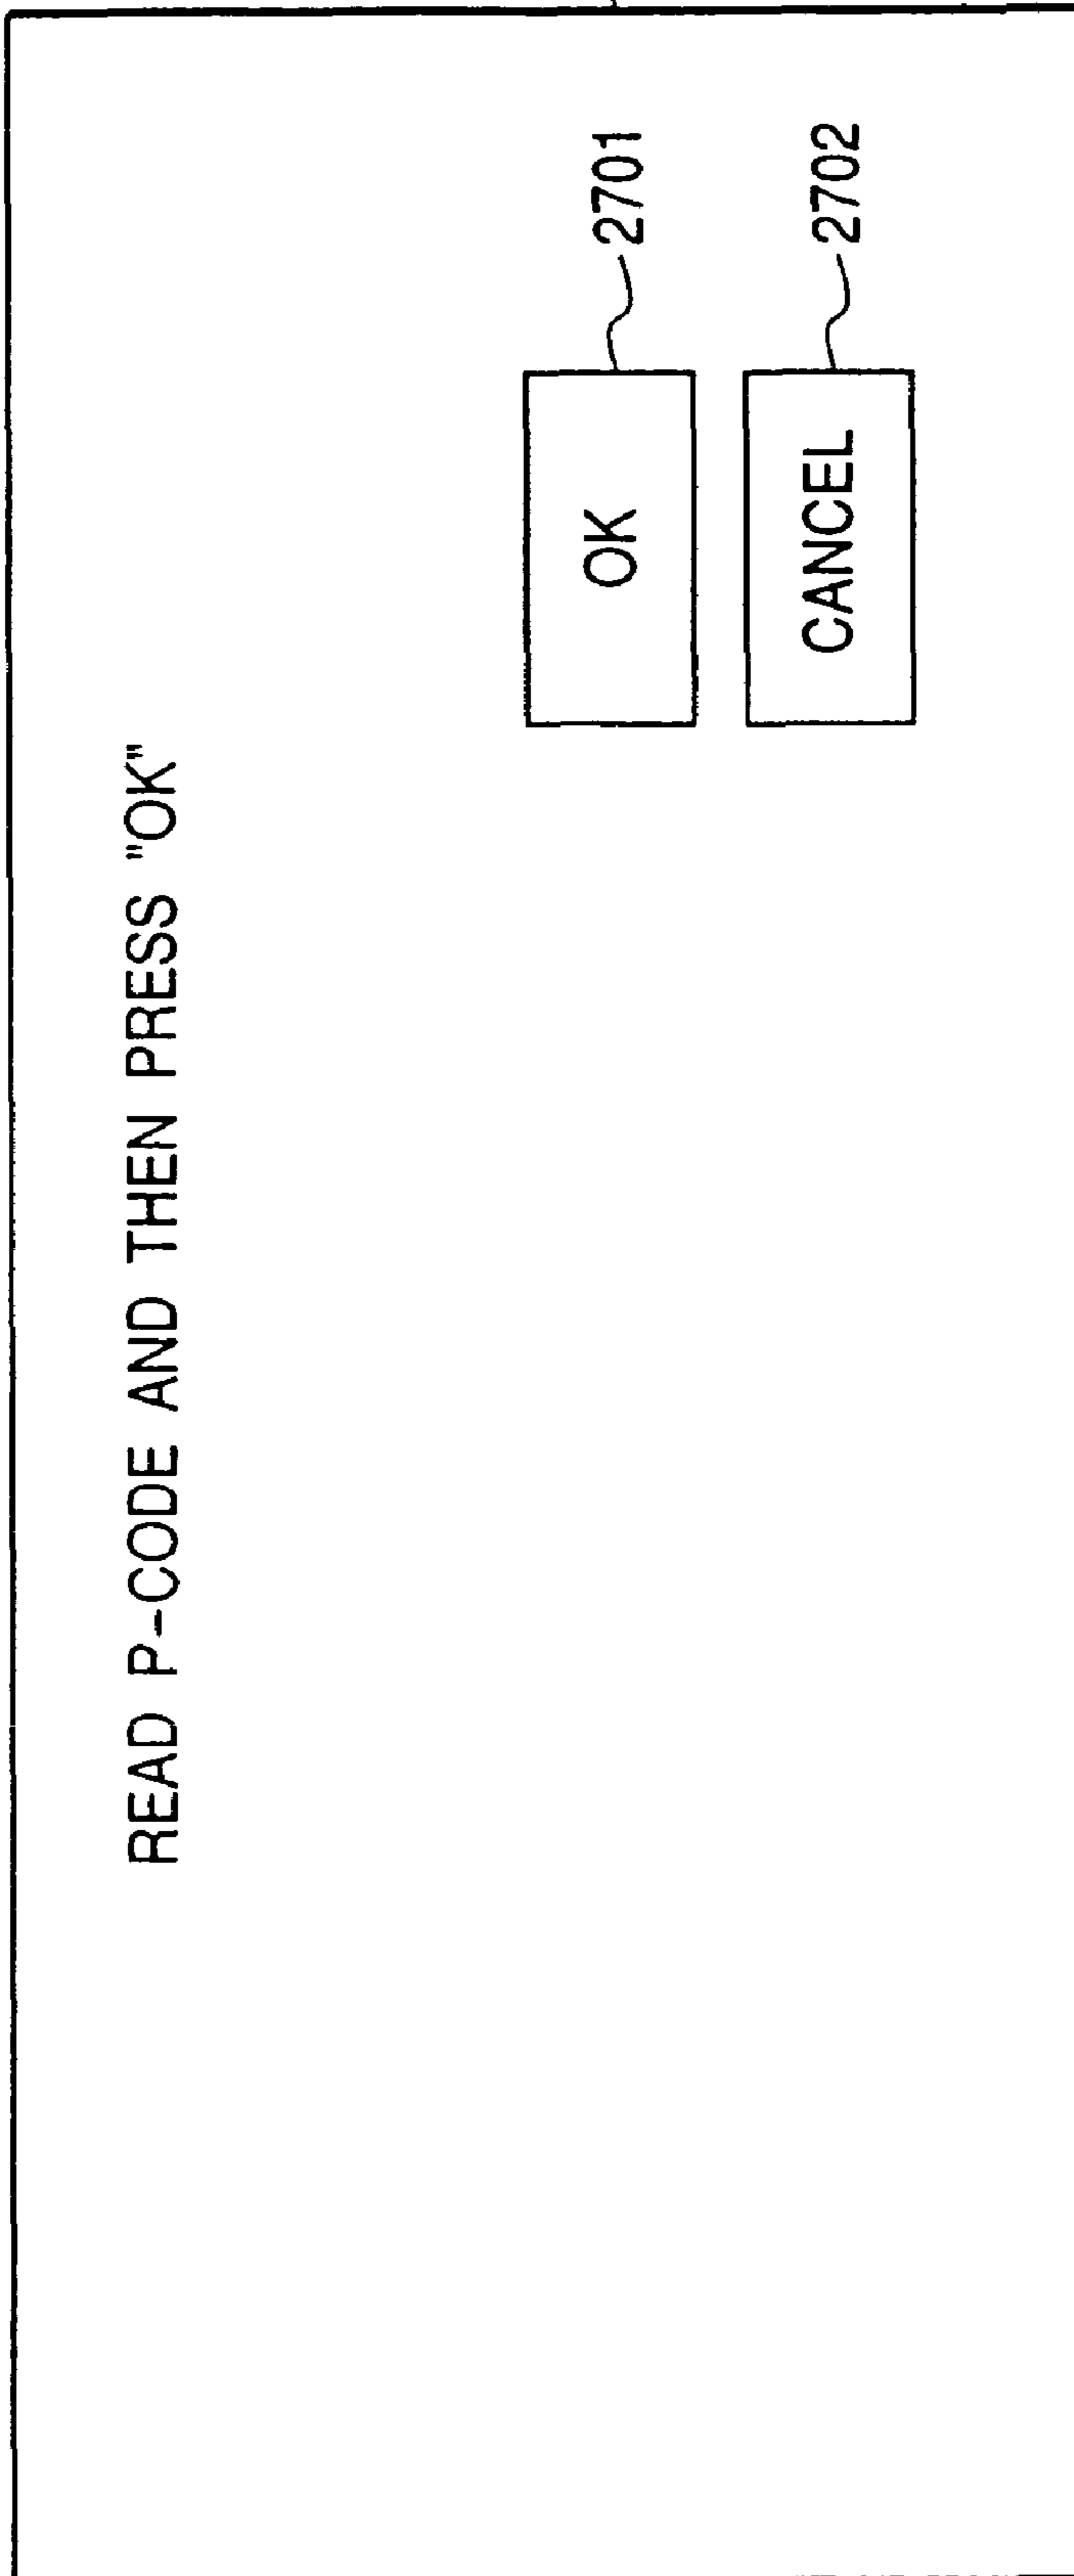 READ P-CODE AND THEN PRESS "OK"
OK 2701
CANCEL 2702